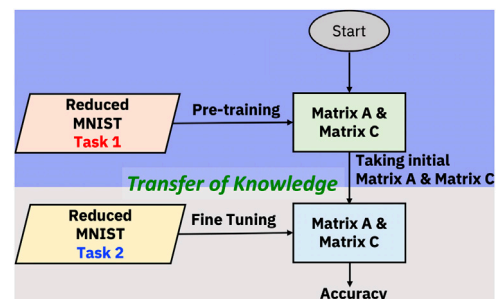 Start
Reduced
MNIST
Task 1
Pre-training
Matrix A &
Matrix C
Taking initial
Matrix A & Matrix C
Transfer of Knowledge
Reduced
MNIST
Task 2
Fine Tuning
Matrix A &
Matrix C
Accuracy